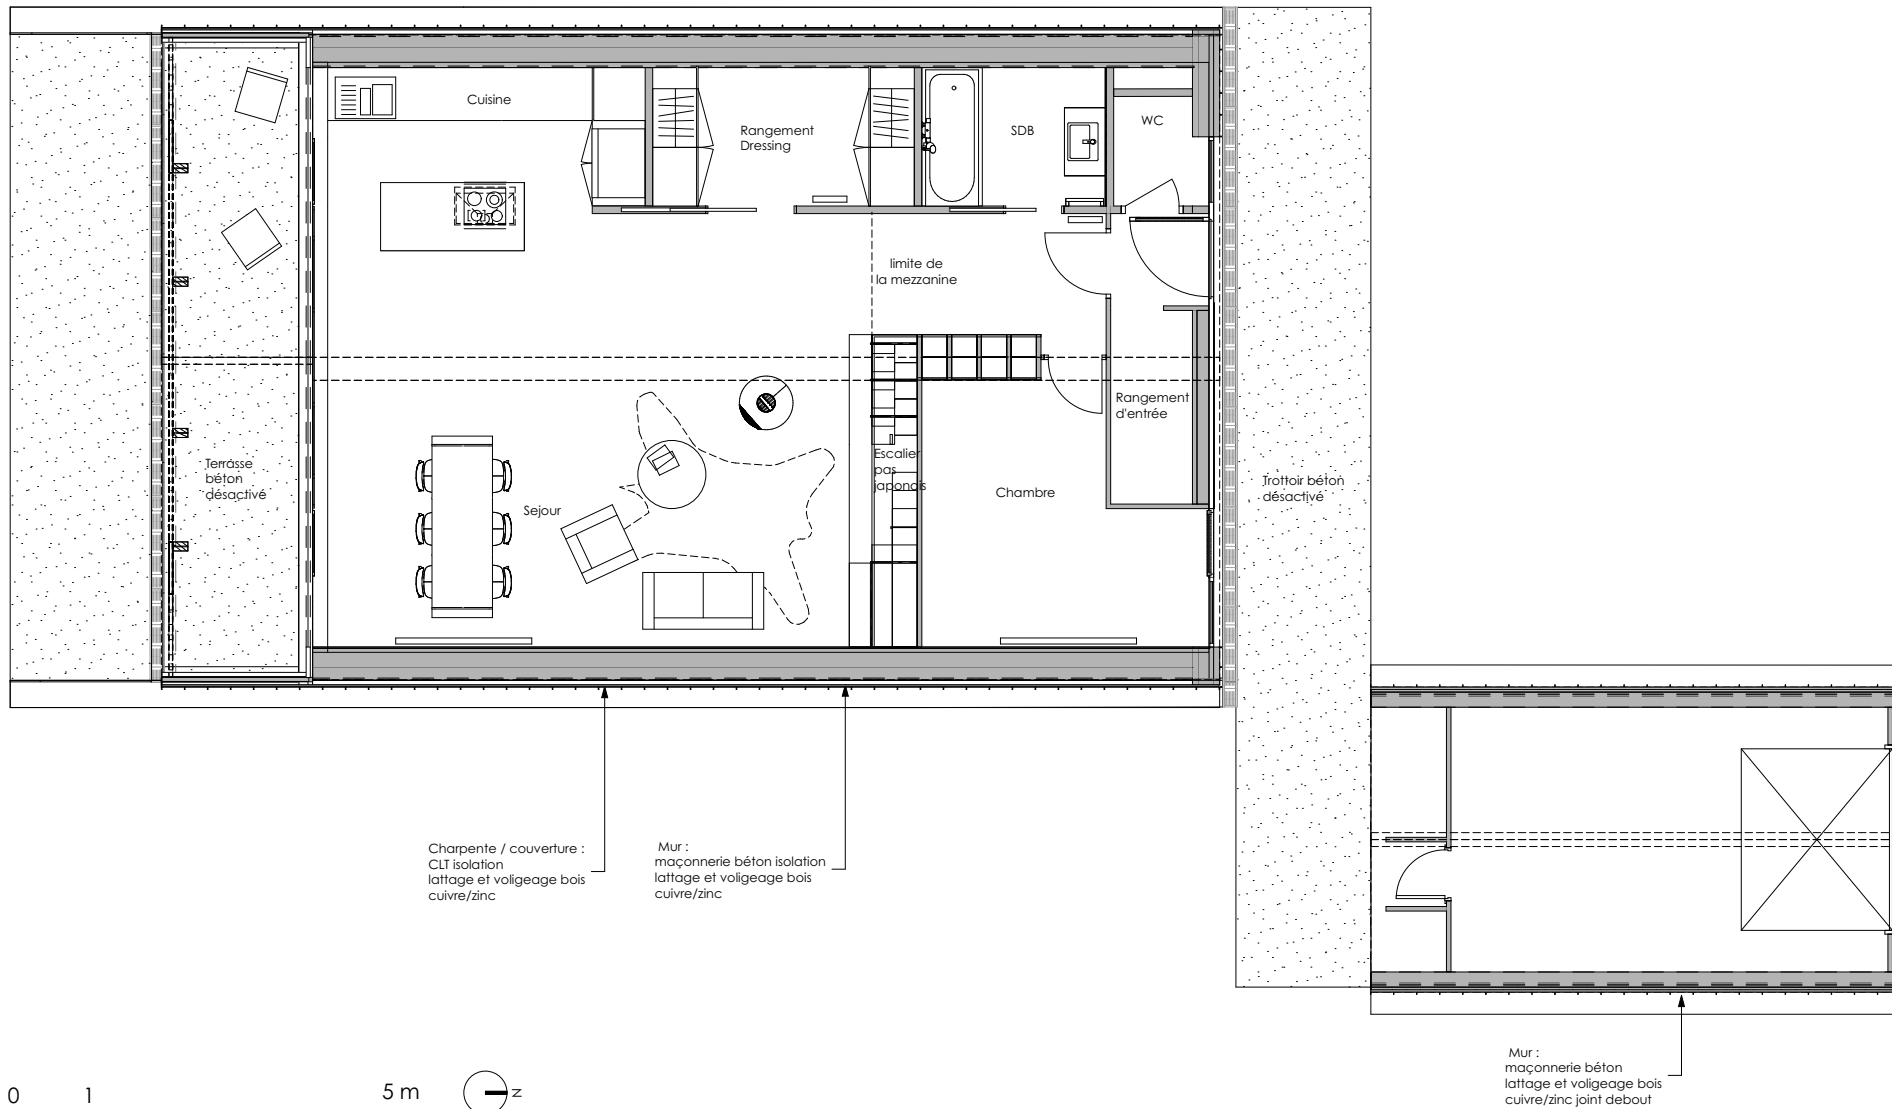 Cuisine
Rangement
Dressing
SDB
WC
limite de
la mezzanine
Rangement
d'entrée
Terrasse
béton
désactivé
Sejour
Escalier
pas
japonais
Chambre
Trottoir béton
désactivé
Charpente / couverture :
CLT isolation
lattage et voligeage bois
cuivre/zinc
Mur :
maçonnerie béton isolation
lattage et voligeage bois
cuivre/zinc
Mur :
maçonnerie béton
lattage et voligeage bois
cuivre/zinc joint debout
0 1 5 m
N